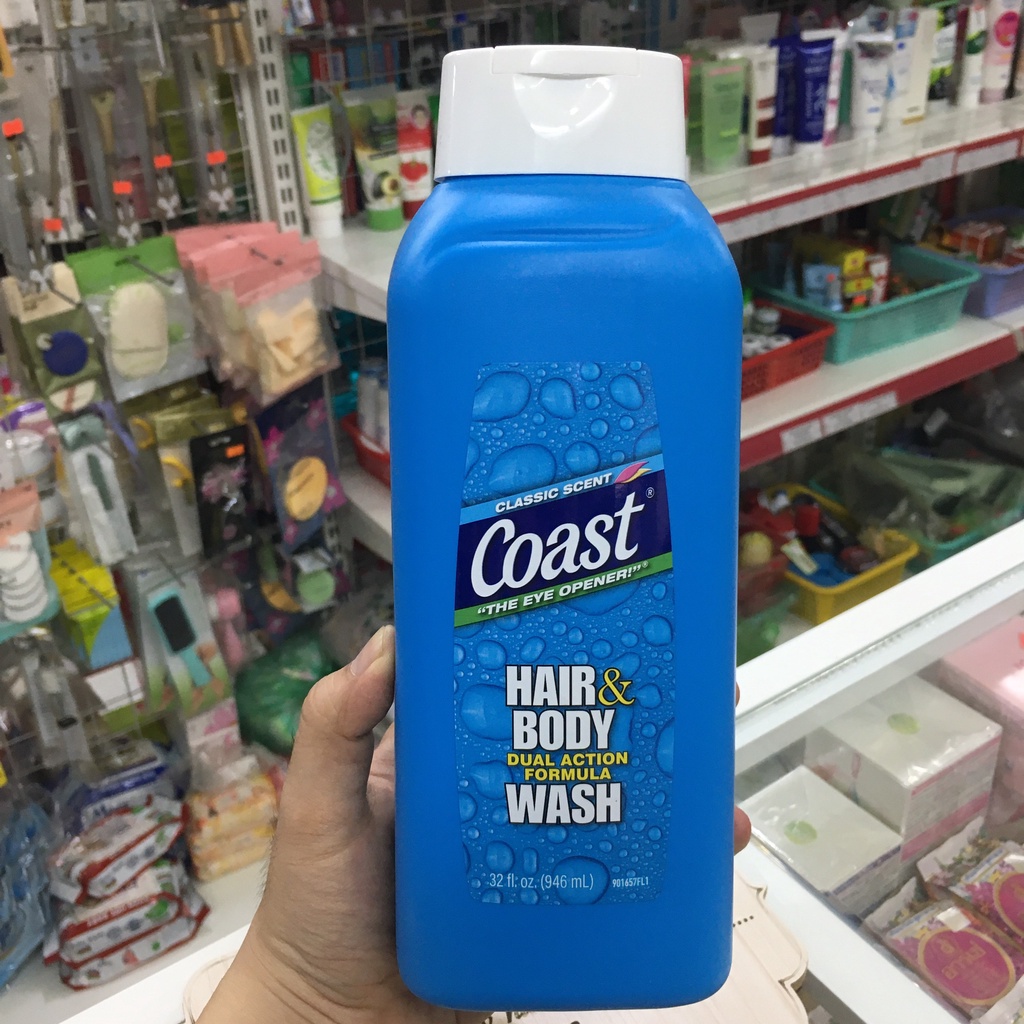 CLASSIC SCENT
Coast®
"THE EYE OPENER!"®
HAIR &
BODY
DUAL ACTION
FORMULA
WASH
32 fl. oz. (946 mL)
901657FL1